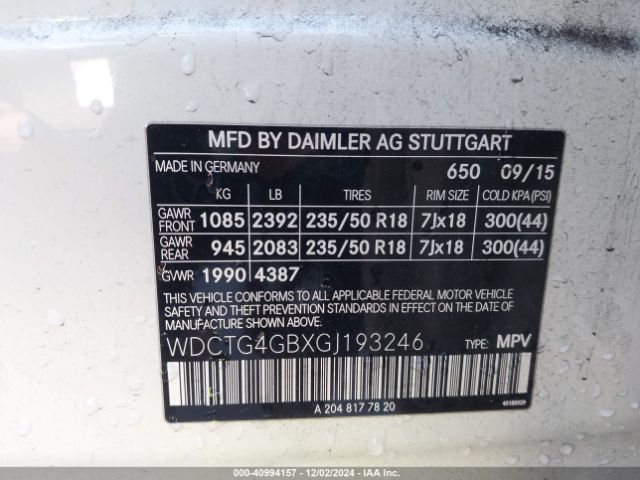 MFD BY DAIMLER AG STUTTGART
MADE IN GERMANY 650 09/15
KG LB TIRES RIM SIZE COLD KPA(PSI)
GAWR FRONT 1085 2392 235/50 R18 7Jx18 300(44)
GAWR REAR 945 2083 235/50 R18 7Jx18 300(44)
GVWR 1990 4387
THIS VEHICLE CONFORMS TO ALL APPLICABLE FEDERAL MOTOR VEHICLE
SAFETY AND THEFT PREVENTION STANDARDS IN EFFECT ON THE DATE
OF MANUFACTURE SHOWN ABOVE.
WDCTG4GBXGJ193246 TYPE: MPV
A 204 817 78 20
000-40994157 - 12/02/2024 - IAA Inc.